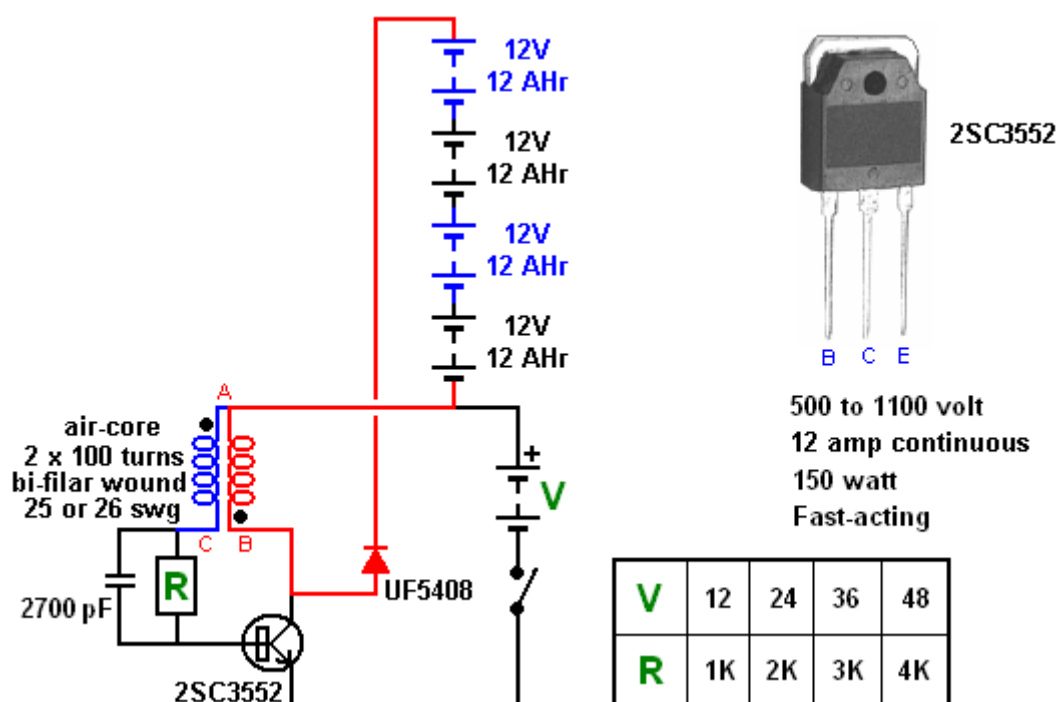 12V
12 AHr
12V
12 AHr
12V
12 AHr
12V
12 AHr
2SC3552
B C E
500 to 1100 volt
12 amp continuous
150 watt
Fast-acting
A
air-core
2 x 100 turns
bi-filar wound
25 or 26 swg
C B
+
V
R
2700 pF
UF5408
2SC3552
V 12 24 36 48
R 1K 2K 3K 4K